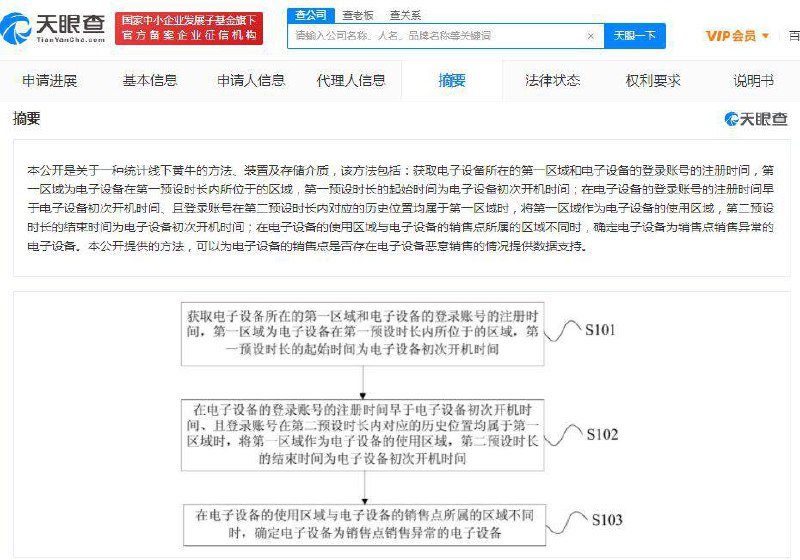 天眼查
TianYanCha.com
国家中小企业发展子基金旗下
官方备案企业征信机构
查公司 查老板 查关系
请输入公司名称、人名、品牌名称等关键词 × 天眼一下
VIP会员 百
申请进展 基本信息 申请人信息 代理人信息 摘要 法律状态 权利要求 说明书
摘要
天眼查
本公开是关于一种统计线下黄牛的方法、装置及存储介质，该方法包括：获取电子设备所在的第一区域和电子设备的登录账号的注册时间，第
一区域为电子设备在第一预设时长内所位于的区域，第一预设时长的起始时间为电子设备初次开机时间；在电子设备的登录账号的注册时间早
于电子设备初次开机时间、且登录账号在第二预设时长内对应的历史位置均属于第一区域时，将第一区域作为电子设备的使用区域，第二预设
时长的结束时间为电子设备初次开机时间；在电子设备的使用区域与电子设备的销售点所属的区域不同时，确定电子设备为销售点销售异常的
电子设备。本公开提供的方法，可以为电子设备的销售点是否存在电子设备恶意销售的情况提供数据支持。
获取电子设备所在的第一区域和电子设备的登录账号的注册时
间，第一区域为电子设备在第一预设时长内所位于的区域，第
一预设时长的起始时间为电子设备初次开机时间
S101
在电子设备的登录账号的注册时间早于电子设备初次开机时
间、且登录账号在第二预设时长内对应的历史位置均属于第一
区域时，将第一区域作为电子设备的使用区域，第二预设时长
的结束时间为电子设备初次开机时间
S102
在电子设备的使用区域与电子设备的销售点所属的区域不同
时，确定电子设备为销售点销售异常的电子设备
S103